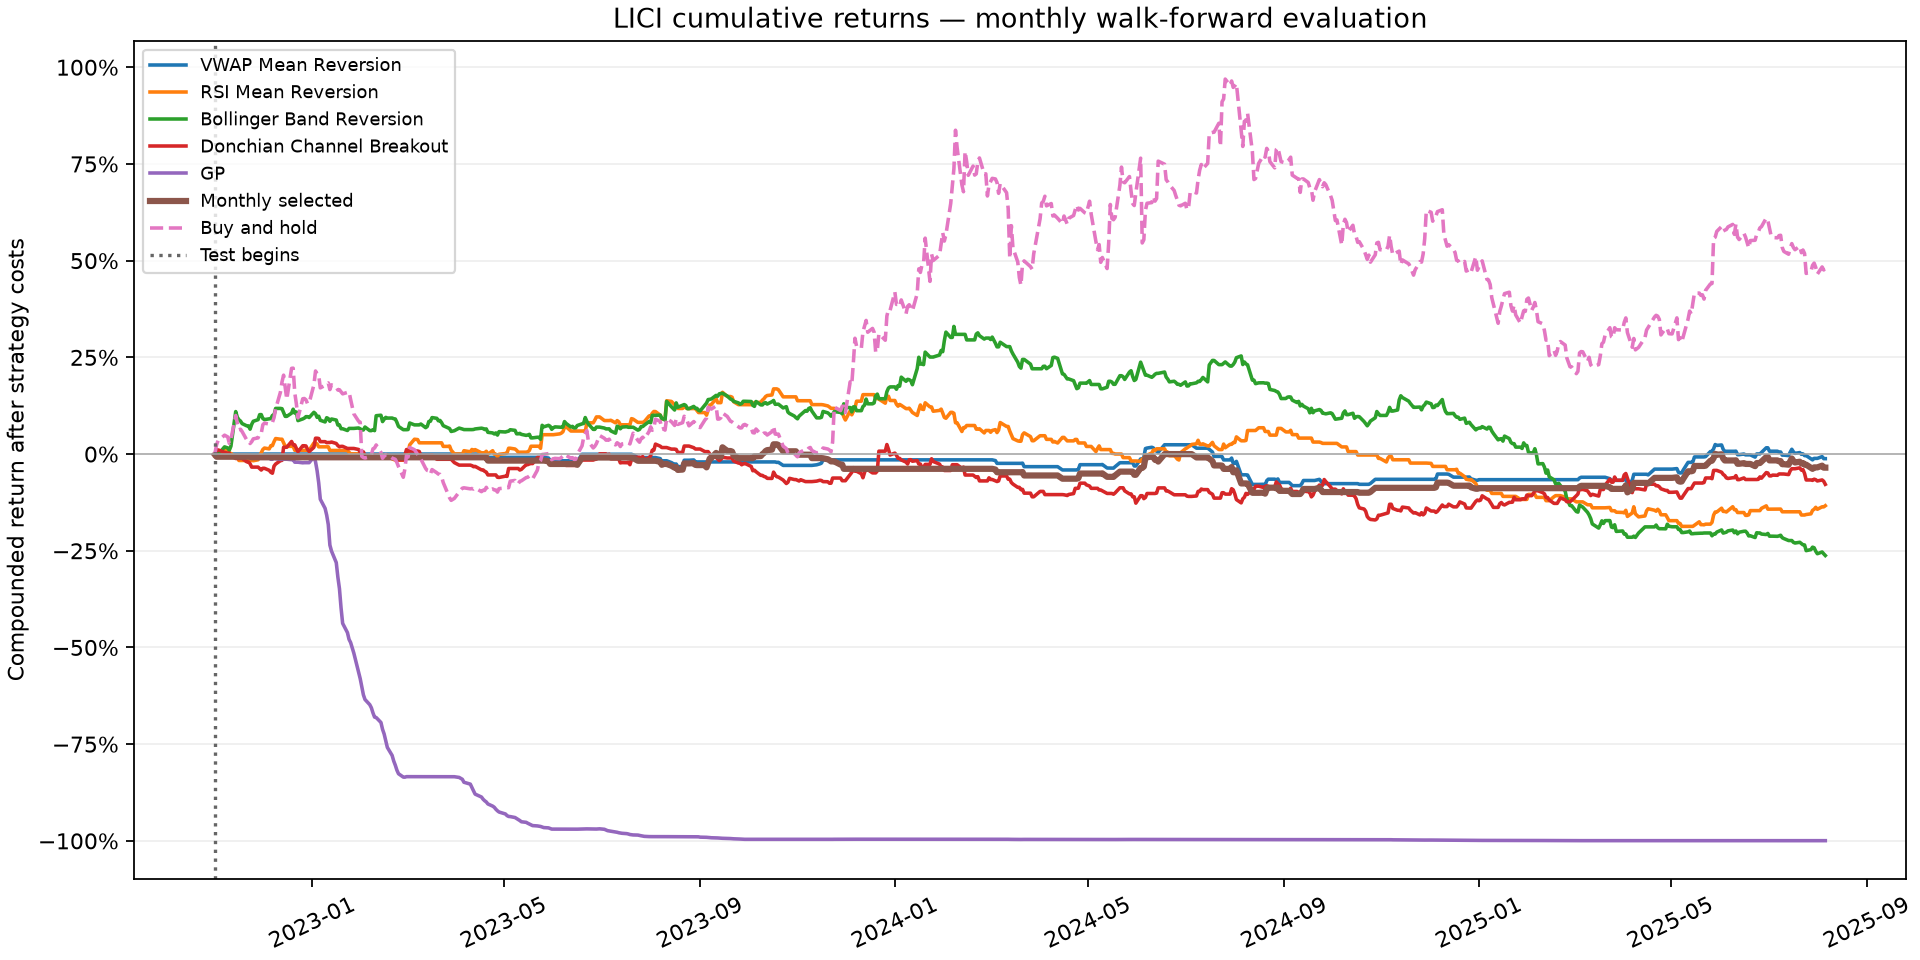 LICI cumulative returns — monthly walk-forward evaluation
Compounded return after strategy costs
100%
75%
50%
25%
0%
−25%
−50%
−75%
−100%
VWAP Mean Reversion
RSI Mean Reversion
Bollinger Band Reversion
Donchian Channel Breakout
GP
Monthly selected
Buy and hold
Test begins
2023-01
2023-05
2023-09
2024-01
2024-05
2024-09
2025-01
2025-05
2025-09